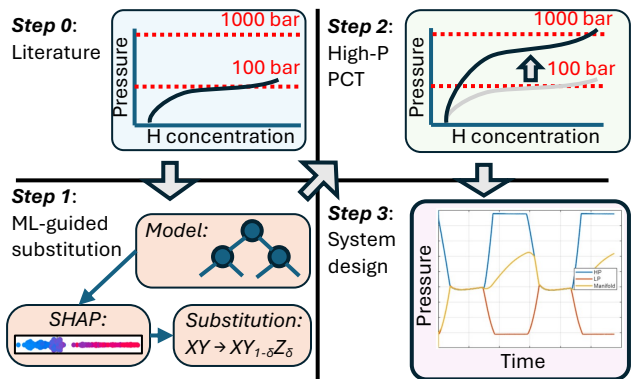 Step 0:
Literature
1000 bar
100 bar
Pressure
H concentration
Step 2:
High-P
PCT
1000 bar
100 bar
Pressure
H concentration
Step 1:
ML-guided
substitution
Model:
SHAP:
Substitution:
XY → XY1-δZδ
Step 3:
System
design
Pressure
HP
LP
Manifold
Time